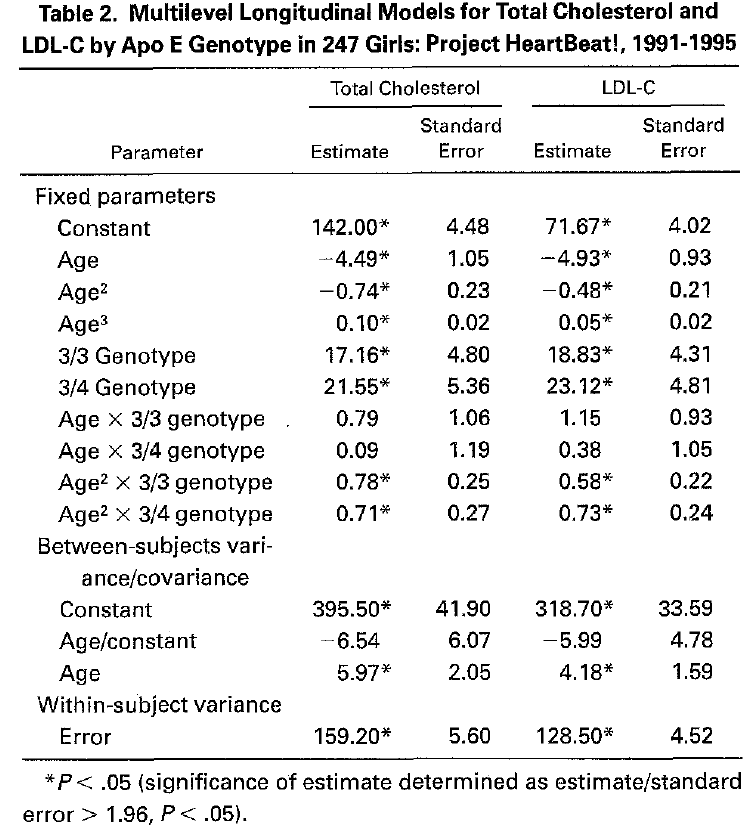 Table 2. Multilevel Longitudinal Models for Total Cholesterol and
LDL-C by Apo E Genotype in 247 Girls: Project HeartBeat!, 1991-1995
Total Cholesterol LDL-C
Standard Standard
Parameter Estimate Error Estimate Error
Fixed parameters
Constant 142.00* 4.48 71.67* 4.02
Age −4.49* 1.05 −4.93* 0.93
Age² −0.74* 0.23 −0.48* 0.21
Age³ 0.10* 0.02 0.05* 0.02
3/3 Genotype 17.16* 4.80 18.83* 4.31
3/4 Genotype 21.55* 5.36 23.12* 4.81
Age × 3/3 genotype 0.79 1.06 1.15 0.93
Age × 3/4 genotype 0.09 1.19 0.38 1.05
Age² × 3/3 genotype 0.78* 0.25 0.58* 0.22
Age² × 3/4 genotype 0.71* 0.27 0.73* 0.24
Between-subjects vari-
ance/covariance
Constant 395.50* 41.90 318.70* 33.59
Age/constant −6.54 6.07 −5.99 4.78
Age 5.97* 2.05 4.18* 1.59
Within-subject variance
Error 159.20* 5.60 128.50* 4.52
*P < .05 (significance of estimate determined as estimate/standard
error > 1.96, P < .05).